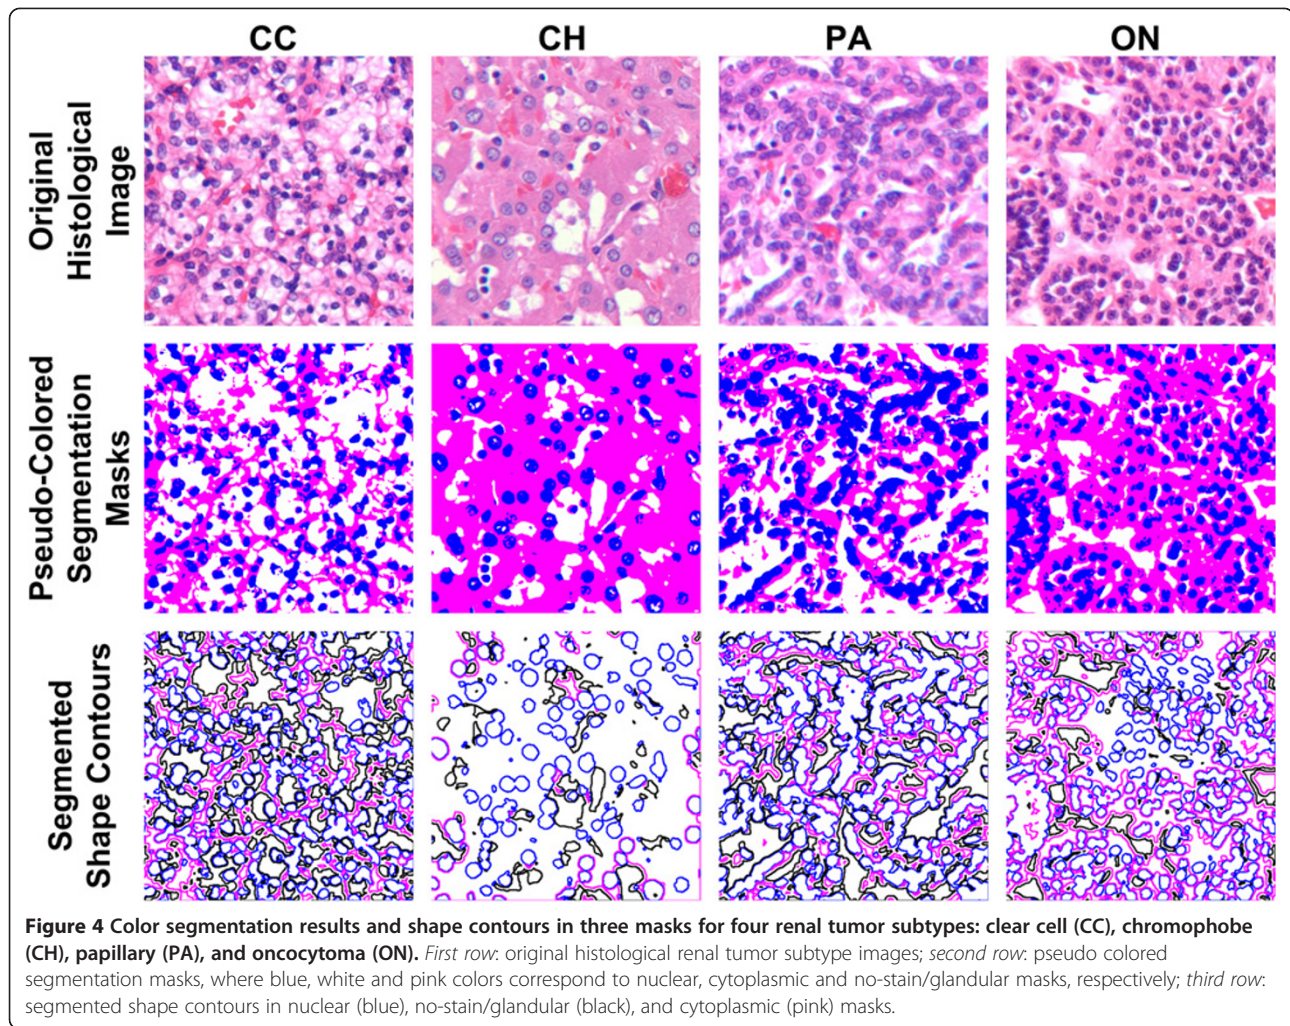 CC CH PA ON
Original
Histological
Image
Pseudo-Colored
Segmentation
Masks
Segmented
Shape Contours
Figure 4 Color segmentation results and shape contours in three masks for four renal tumor subtypes: clear cell (CC), chromophobe
(CH), papillary (PA), and oncocytoma (ON). First row: original histological renal tumor subtype images; second row: pseudo colored
segmentation masks, where blue, white and pink colors correspond to nuclear, cytoplasmic and no-stain/glandular masks, respectively; third row:
segmented shape contours in nuclear (blue), no-stain/glandular (black), and cytoplasmic (pink) masks.